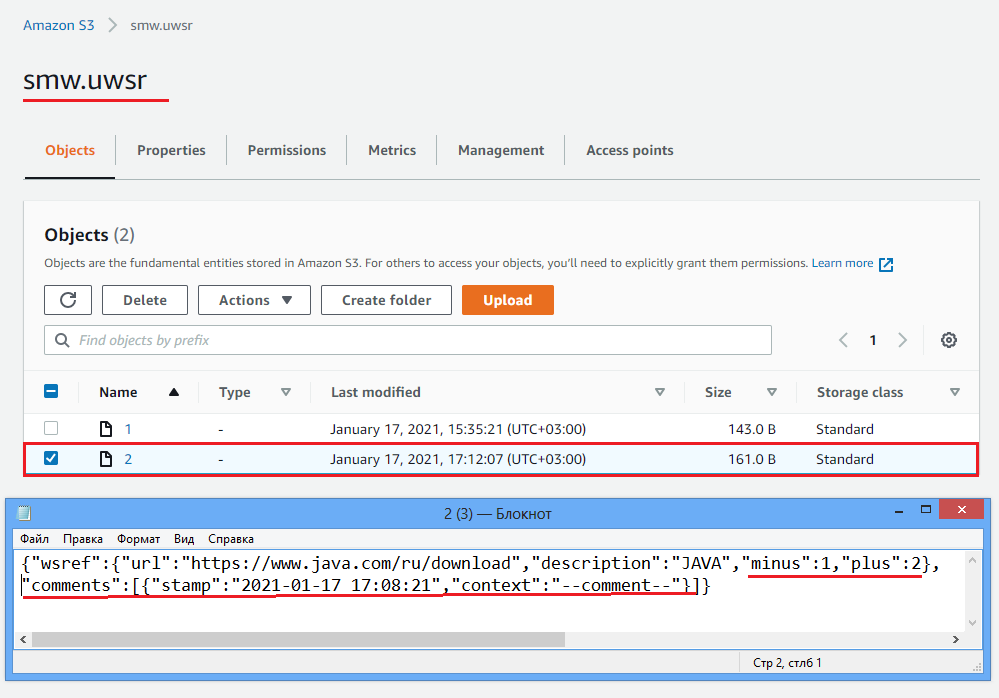 Amazon S3 > smw.uwsr
smw.uwsr
Objects Properties Permissions Metrics Management Access points
Objects (2)
Objects are the fundamental entities stored in Amazon S3. For others to access your objects, you'll need to explicitly grant them permissions. Learn more
Delete Actions Create folder Upload
Find objects by prefix 1
Name Type Last modified Size Storage class
1 - January 17, 2021, 15:35:21 (UTC+03:00) 143.0 B Standard
2 - January 17, 2021, 17:12:07 (UTC+03:00) 161.0 B Standard
2 (3) — Блокнот
Файл Правка Формат Вид Справка
{"wsref":{"url":"https://www.java.com/ru/download","description":"JAVA","minus":1,"plus":2},
"comments":[{"stamp":"2021-01-17 17:08:21","context":"--comment--"}]}
Стр 2, стлб 1